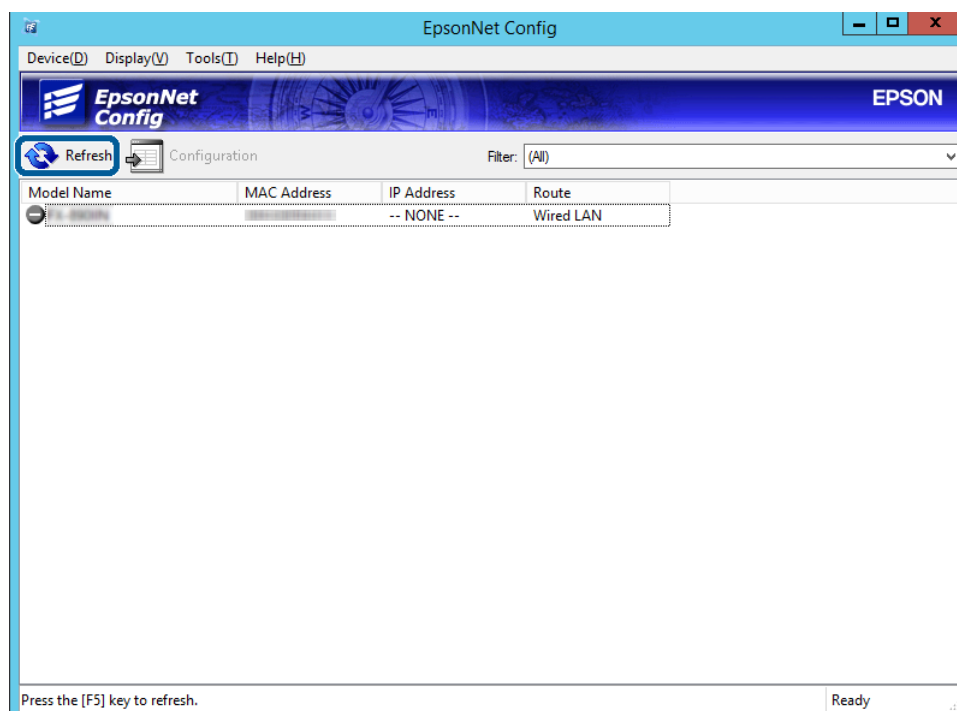 EpsonNet Config
Device(D) Display(V) Tools(T) Help(H)
EpsonNet
Config
EPSON
Refresh Configuration Filter: (All)
Model Name MAC Address IP Address Route
-- NONE -- Wired LAN
Press the [F5] key to refresh. Ready